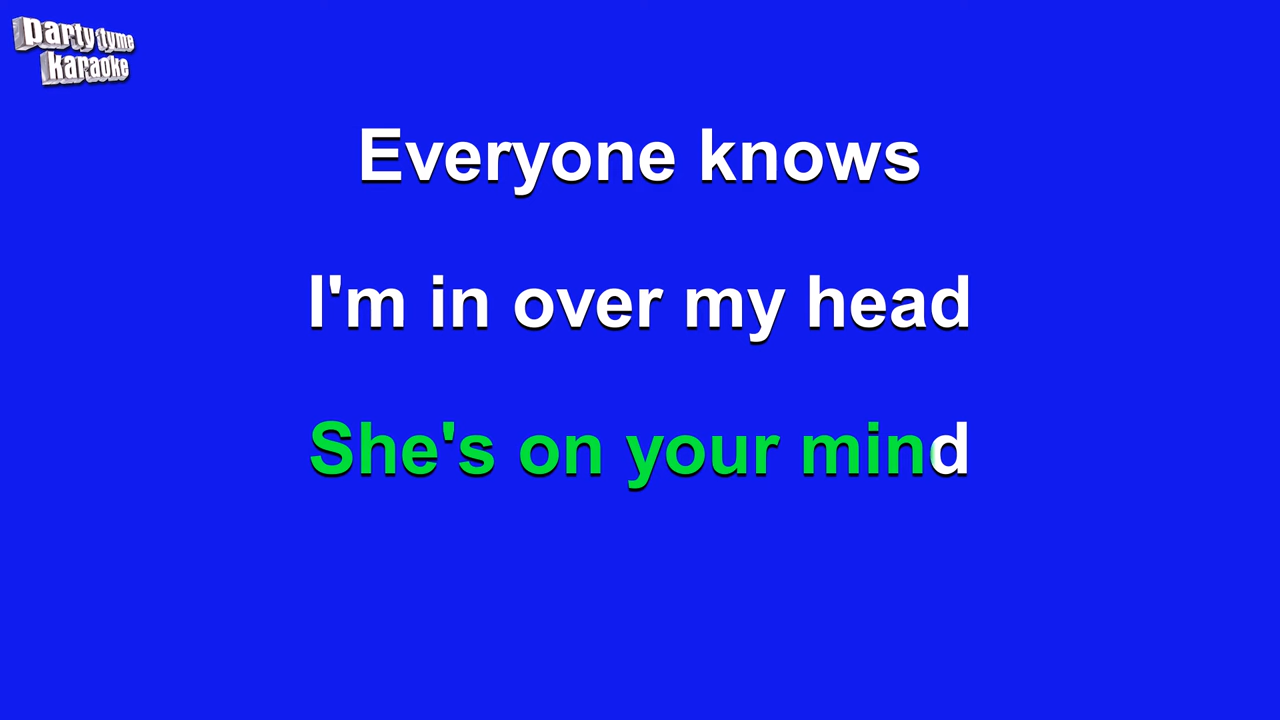 party tyme
karaoke
Everyone knows
I'm in over my head
She's on your mind